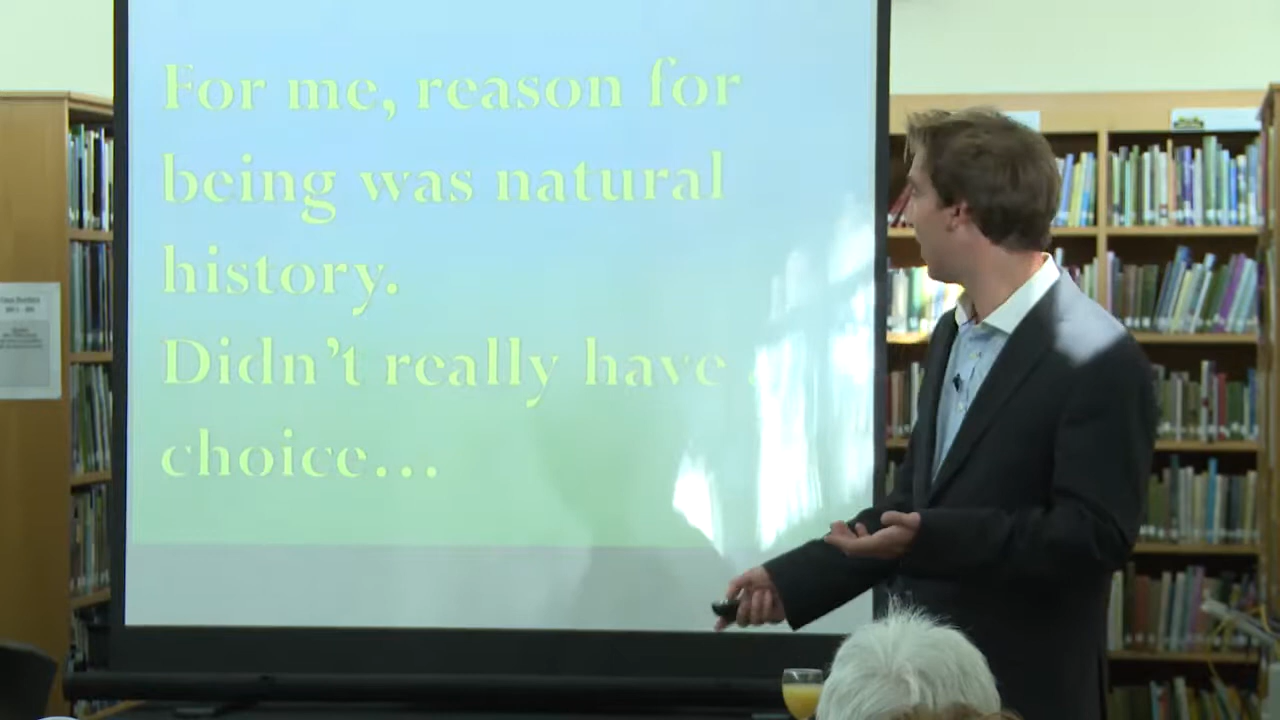 For me, reason for
being was natural
history.
Didn't really have a
choice...